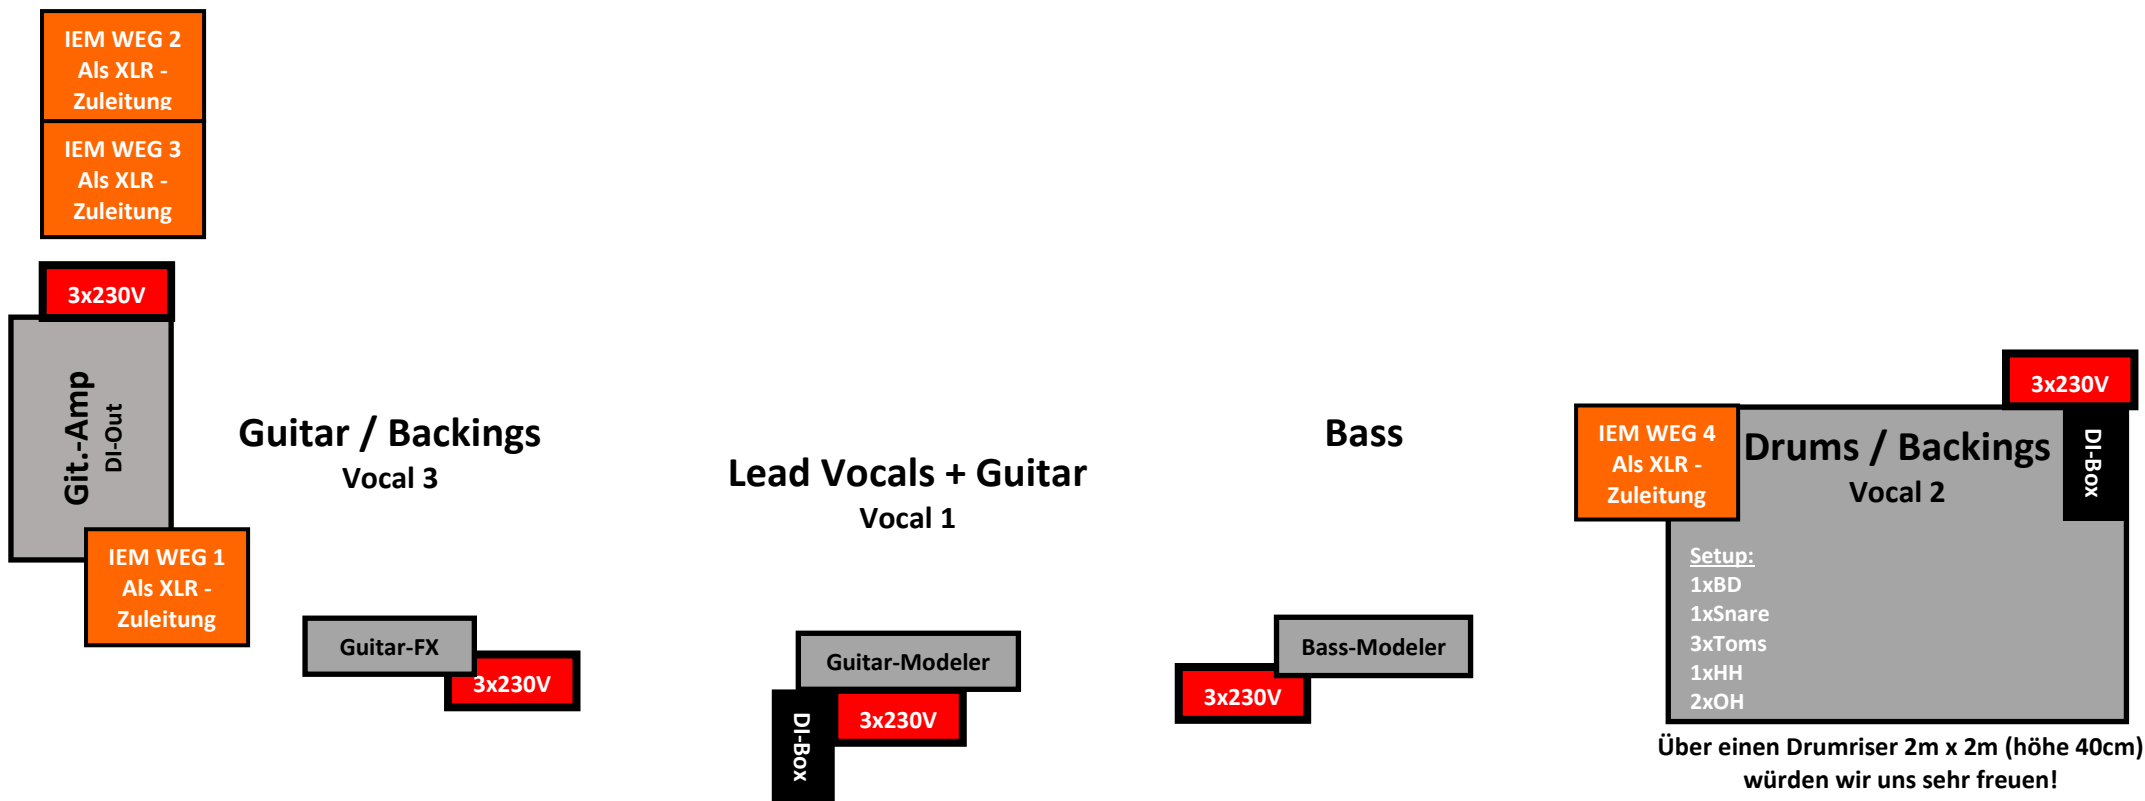 IEM WEG 2
Als XLR -
Zuleitung
IEM WEG 3
Als XLR -
Zuleitung
3x230V
Git.-Amp
DI-Out
IEM WEG 1
Als XLR -
Zuleitung
Guitar / Backings
Vocal 3
Guitar-FX
3x230V
Lead Vocals + Guitar
Vocal 1
Guitar-Modeler
DI-Box
3x230V
Bass
Bass-Modeler
3x230V
3x230V
IEM WEG 4
Als XLR -
Zuleitung
Drums / Backings
Vocal 2
DI-Box
Setup:
1xBD
1xSnare
3xToms
1xHH
2xOH
Über einen Drumriser 2m x 2m (höhe 40cm)
würden wir uns sehr freuen!